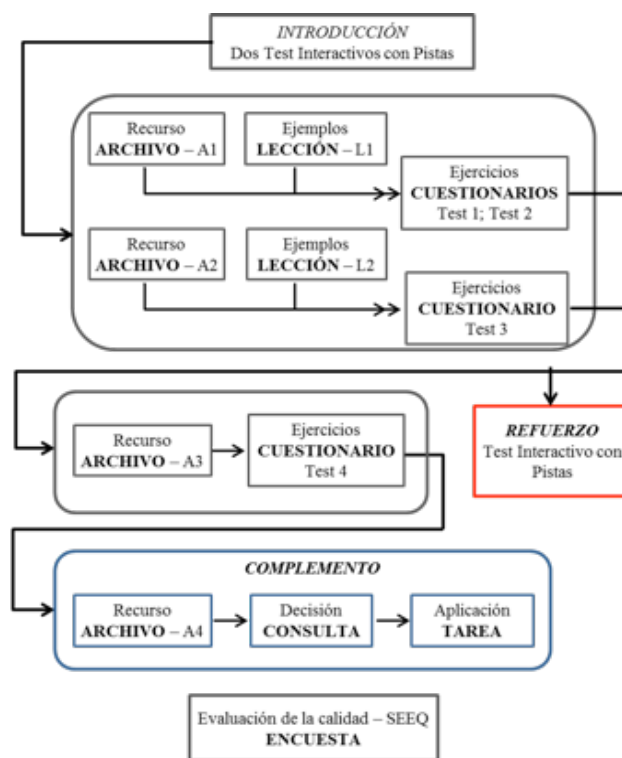 INTRODUCCIÓN
Dos Test Interactivos con Pistas
Recurso
ARCHIVO – A1
Ejemplos
LECCIÓN – L1
Ejercicios
CUESTIONARIOS
Test 1; Test 2
Recurso
ARCHIVO – A2
Ejemplos
LECCIÓN – L2
Ejercicios
CUESTIONARIO
Test 3
Recurso
ARCHIVO – A3
Ejercicios
CUESTIONARIO
Test 4
REFUERZO
Test Interactivo con
Pistas
COMPLEMENTO
Recurso
ARCHIVO – A4
Decisión
CONSULTA
Aplicación
TAREA
Evaluación de la calidad – SEEQ
ENCUESTA